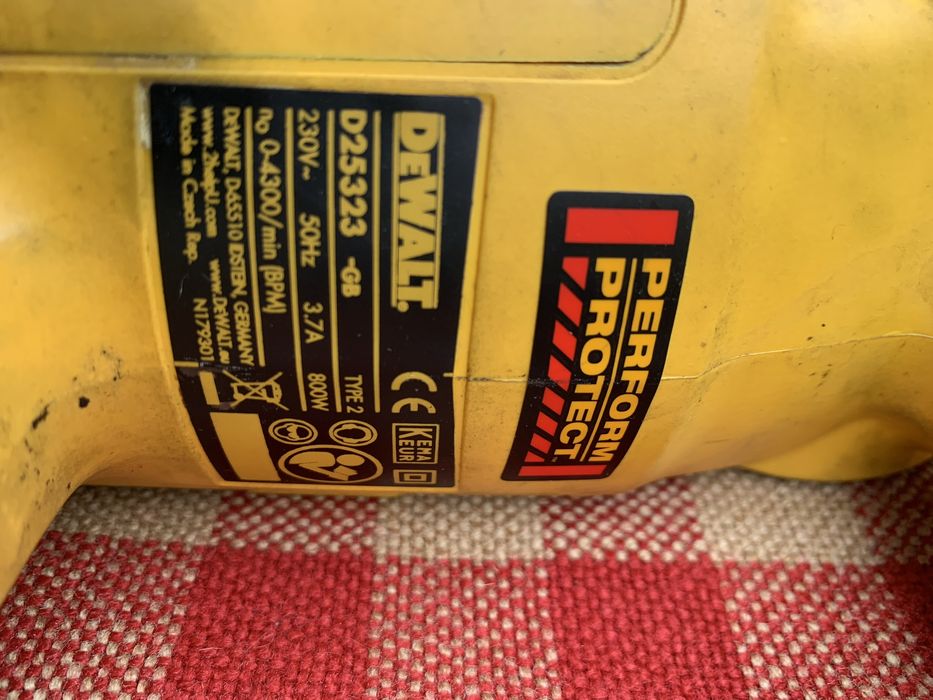 DEWALT®
D25323 -GB TYPE 2
230V~ 50Hz 3.7A 800W
n₀ 0-4300/min (BPM)
DeWALT, D-65510 IDSTEIN, GERMANY
www.2helpU.com www.DeWALT.eu
Made in Czech Rep. N179301
CE
KEMA
KEUR
PERFORM
PROTECT